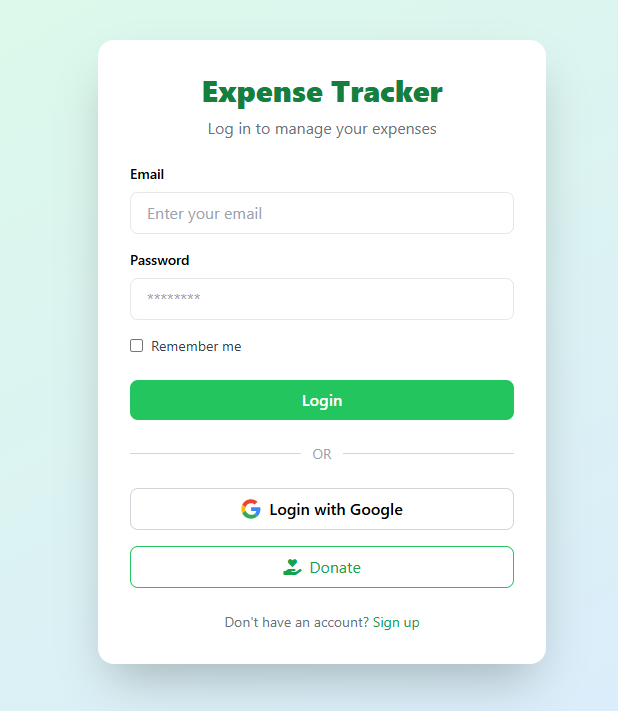 Expense Tracker
Log in to manage your expenses
Email
Enter your email
Password
********
Remember me
Login
OR
Login with Google
Donate
Don't have an account? Sign up